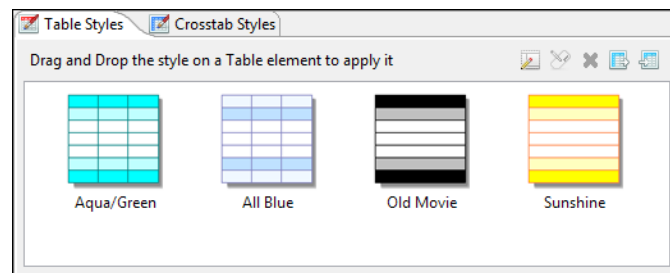 Table Styles
Crosstab Styles
Drag and Drop the style on a Table element to apply it
Aqua/Green
All Blue
Old Movie
Sunshine